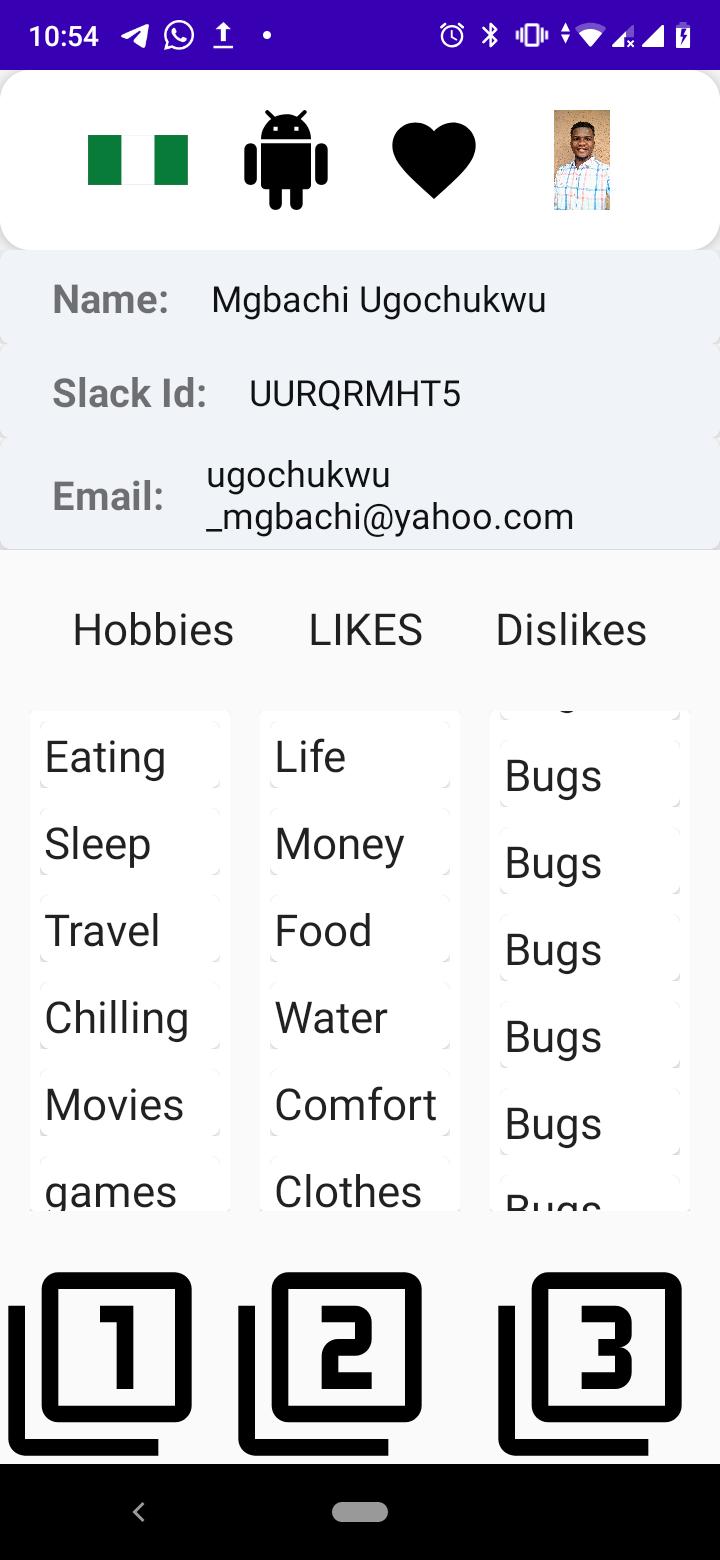 10:54
Name: Mgbachi Ugochukwu
Slack Id: UURQRMHT5
Email: ugochukwu
_mgbachi@yahoo.com
Hobbies LIKES Dislikes
Eating Life Bugs
Sleep Money Bugs
Travel Food Bugs
Chilling Water Bugs
Movies Comfort Bugs
games Clothes Bugs
1 2 3